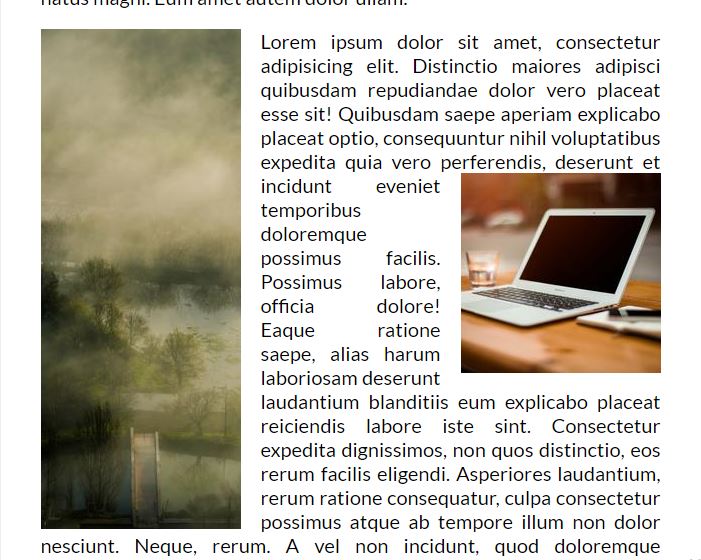 natus magni. Eum amet autem dolor ullam.
Lorem ipsum dolor sit amet, consectetur
adipisicing elit. Distinctio maiores adipisci
quibusdam repudiandae dolor vero placeat
esse sit! Quibusdam saepe aperiam explicabo
placeat optio, consequuntur nihil voluptatibus
expedita quia vero perferendis, deserunt et
incidunt eveniet
temporibus
doloremque
possimus facilis.
Possimus labore,
officia dolore!
Eaque ratione
saepe, alias harum
laboriosam deserunt
laudantium blanditiis eum explicabo placeat
reiciendis labore iste sint. Consectetur
expedita dignissimos, non quos distinctio, eos
rerum facilis eligendi. Asperiores laudantium,
rerum ratione consequatur, culpa consectetur
possimus atque ab tempore illum non dolor
nesciunt. Neque, rerum. A vel non incidunt, quod doloremque